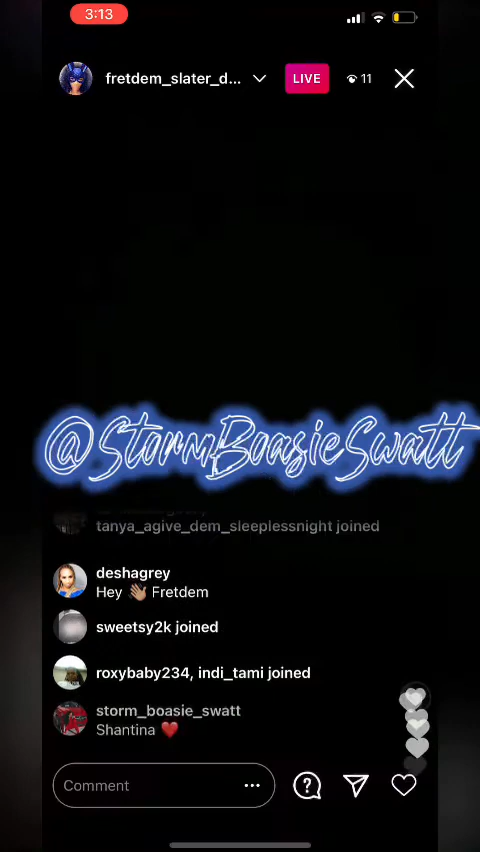 3:13
fretdem_slater_d...
LIVE
11
@StormBoasieSwatt
tanya_agive_dem_sleeplessnight joined
deshagrey
Hey 👋🏽 Fretdem
sweetsy2k joined
roxybaby234, indi_tami joined
storm_boasie_swatt
Shantina ❤️
Comment